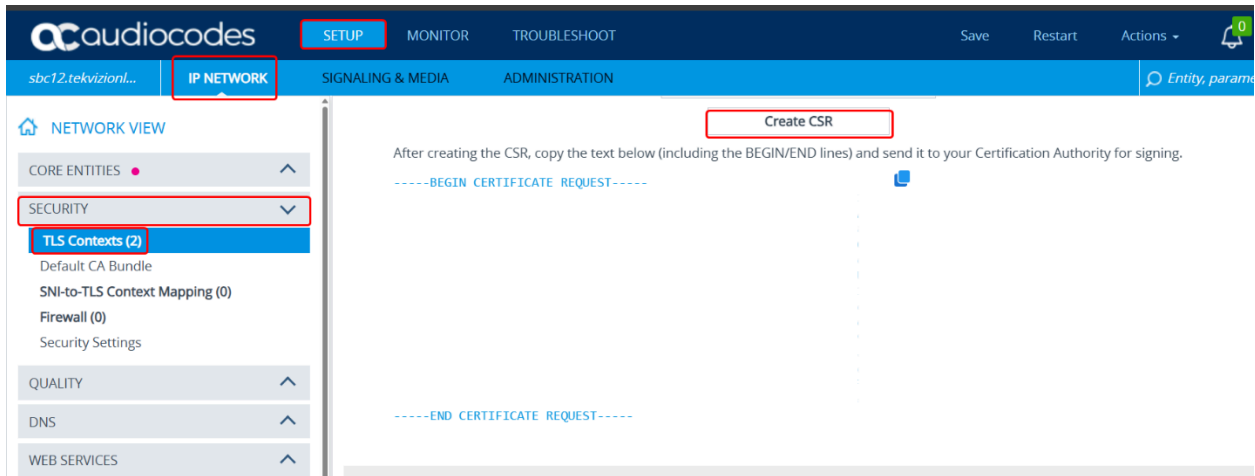 audiocodes SETUP MONITOR TROUBLESHOOT Save Restart Actions 0
sbc12.tekvizionl... IP NETWORK SIGNALING & MEDIA ADMINISTRATION Entity, parame
NETWORK VIEW
CORE ENTITIES
SECURITY
TLS Contexts (2)
Default CA Bundle
SNI-to-TLS Context Mapping (0)
Firewall (0)
Security Settings
QUALITY
DNS
WEB SERVICES
Create CSR
After creating the CSR, copy the text below (including the BEGIN/END lines) and send it to your Certification Authority for signing.
-----BEGIN CERTIFICATE REQUEST-----
-----END CERTIFICATE REQUEST-----